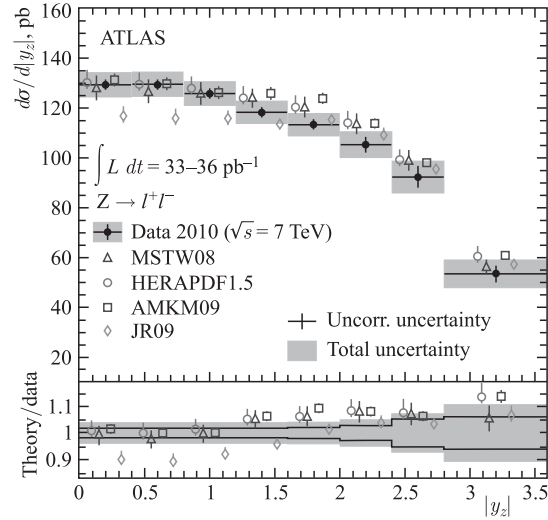 dσ/d|y_z|, pb
160
140
120
100
80
60
40
20
ATLAS
∫ L dt = 33–36 pb⁻¹
Z → l⁺l⁻
Data 2010 (√s = 7 TeV)
MSTW08
HERAPDF1.5
AMKM09
JR09
Uncorr. uncertainty
Total uncertainty
Theory/data
1.1
1
0.9
0 0.5 1 1.5 2 2.5 3 3.5
|y_z|